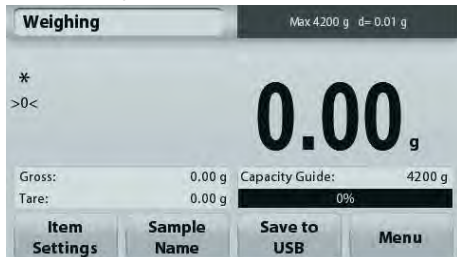 Weighing
Max 4200 g d= 0.01 g
*
>0<
0.00 g
Gross: 0.00 g
Tare: 0.00 g
Capacity Guide: 4200 g
0%
Item Settings
Sample Name
Save to USB
Menu